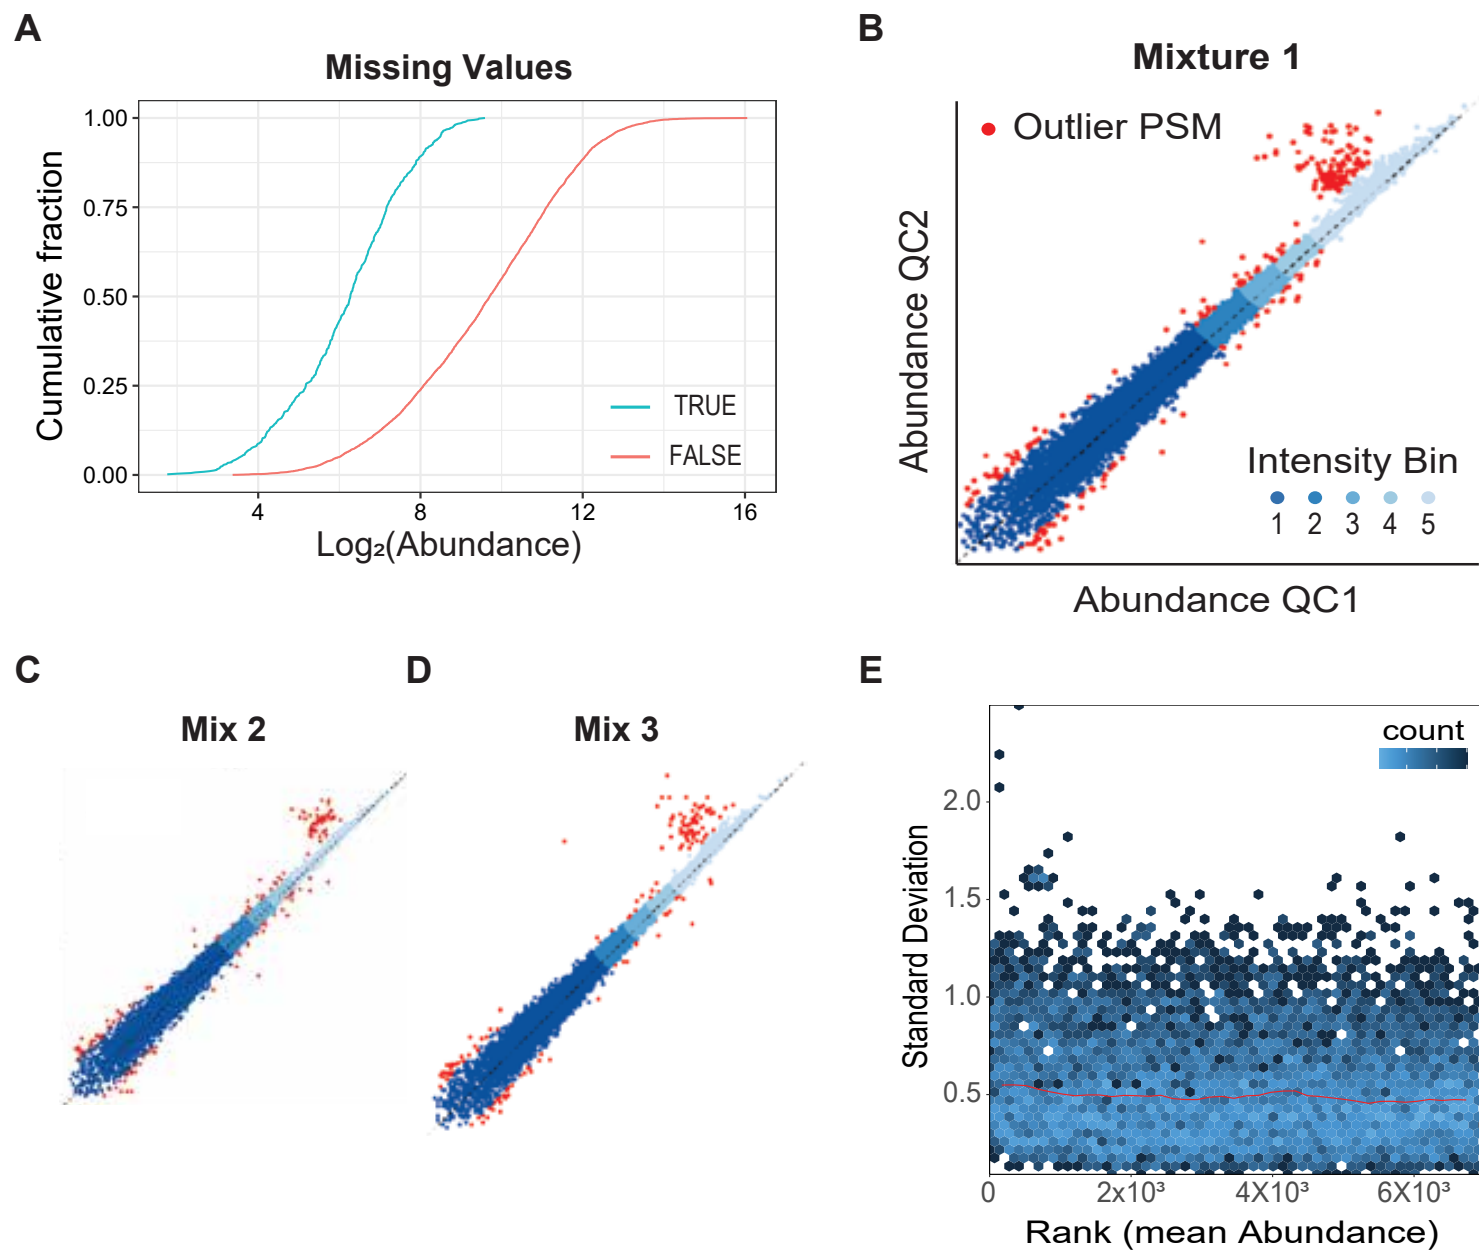 A
Missing Values
1.00
0.75
0.50
0.25
0.00
Cumulative fraction
TRUE
FALSE
4 8 12 16
Log₂(Abundance)
B
Mixture 1
Outlier PSM
Abundance QC2
Intensity Bin
1 2 3 4 5
Abundance QC1
C
Mix 2
D
Mix 3
E
count
2.0
1.5
1.0
0.5
Standard Deviation
0 2x10³ 4X10³ 6X10³
Rank (mean Abundance)